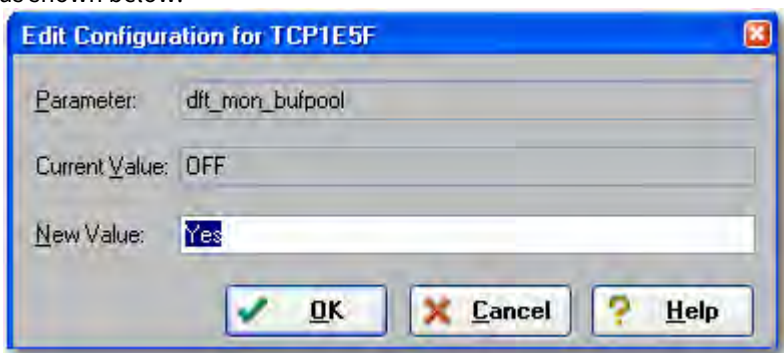 as shown below:
Edit Configuration for TCP1E5F
Parameter: dft_mon_bufpool
Current Value: OFF
New Value: Yes
OK Cancel Help